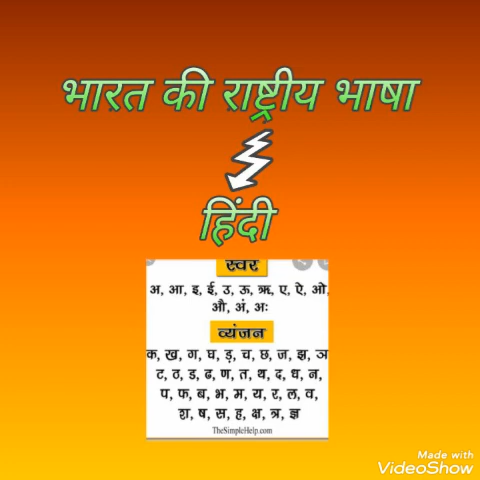 भारत की राष्ट्रीय भाषा
हिंदी
स्वर
अ, आ, इ, ई, उ, ऊ, ऋ, ए, ऐ, ओ,
औ, अं, अः
व्यंजन
क, ख, ग, घ, ड़, च, छ, ज, झ, ञ
ट, ठ, ड, ढ, ण, त, थ, द, ध, न,
प, फ, ब, भ, म, य, र, ल, व,
श, ष, स, ह, क्ष, त्र, ज्ञ
TheSimpleHelp.com
Made with
VideoShow